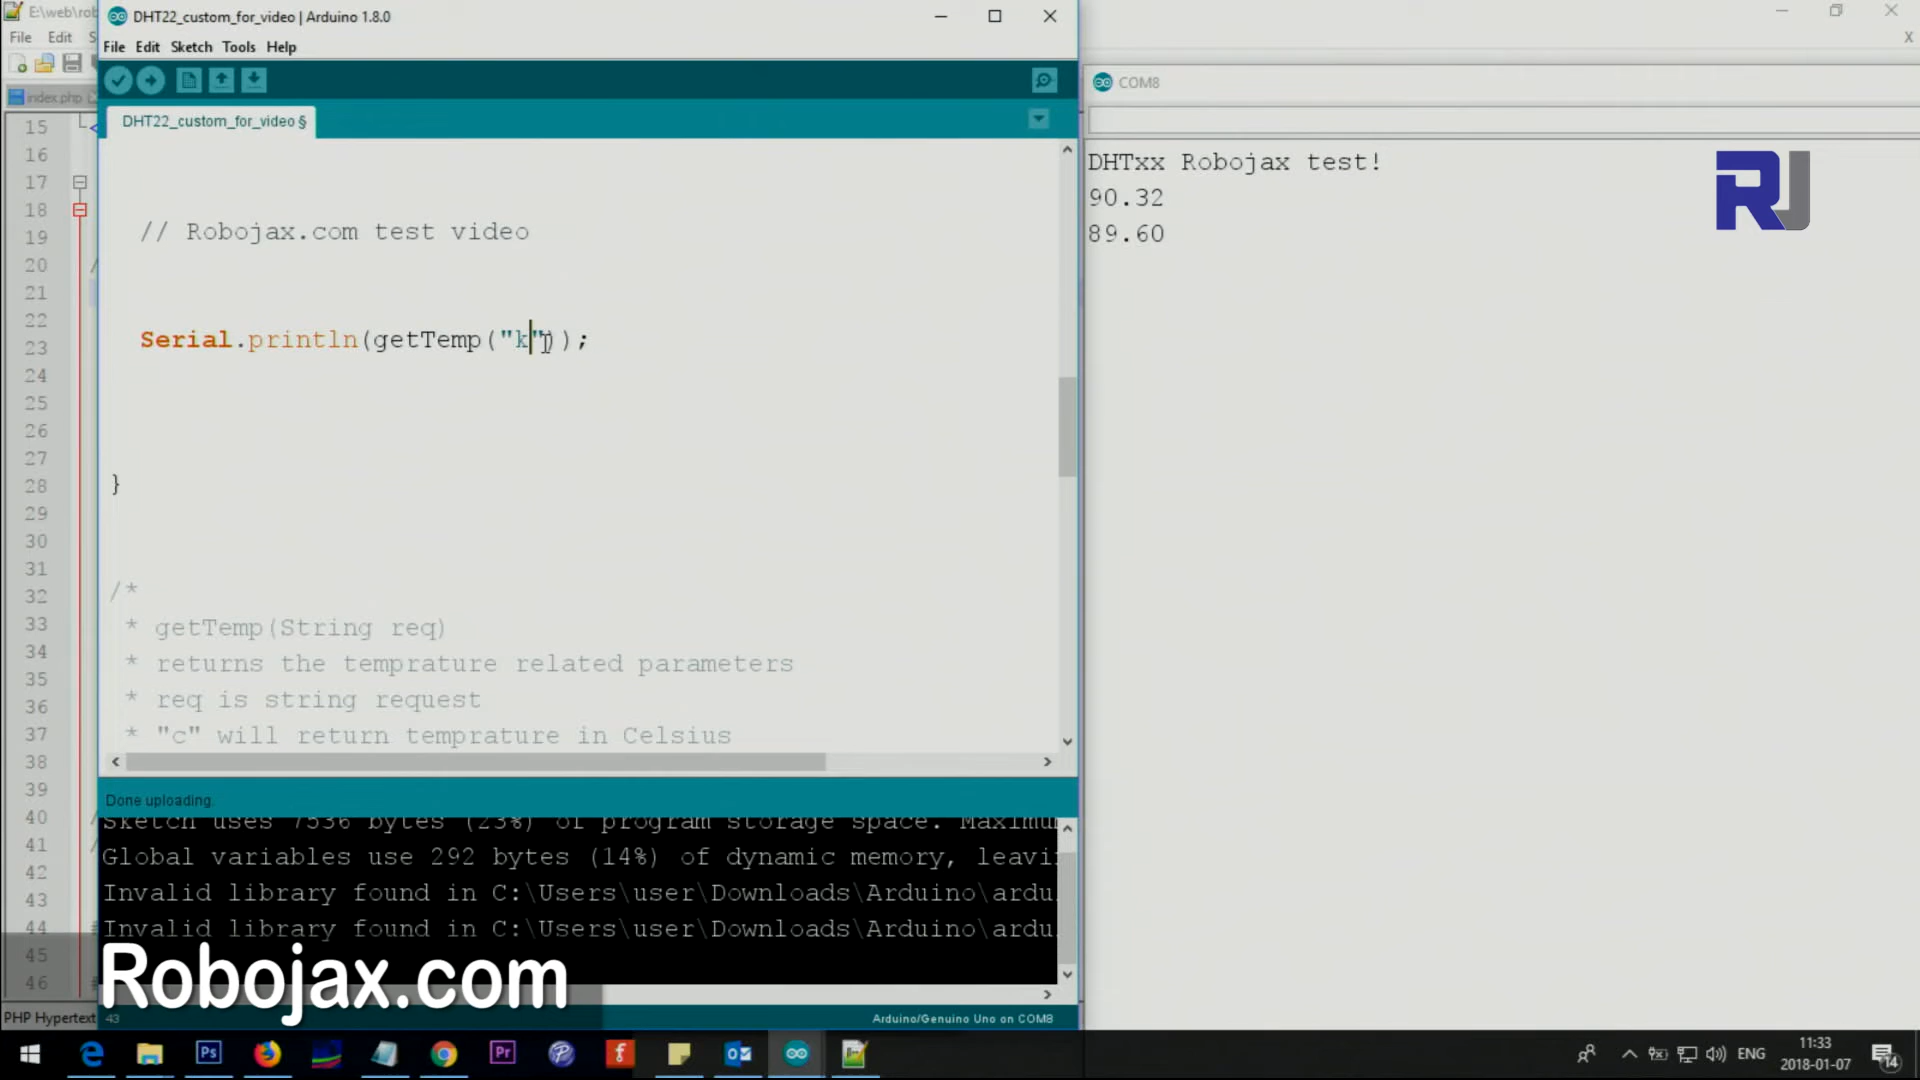 E:\web\rob
DHT22_custom_for_video | Arduino 1.8.0
File Edit S
File Edit Sketch Tools Help
X
index.php
DHT22_custom_for_video §
COM8
15
16
17
18
19
20
21
22
23
24
25
26
27
28
29
30
31
32
33
34
35
36
37
38
39
40
41
42
43
44
45
46
// Robojax.com test video
Serial.println(getTemp("k"));
}
/*
* getTemp(String req)
* returns the temprature related parameters
* req is string request
* "c" will return temprature in Celsius
DHTxx Robojax test!
90.32
89.60
RJ
Done uploading.
Sketch uses 7536 bytes (23%) of program storage space. Maximum
Global variables use 292 bytes (14%) of dynamic memory, leavi
Invalid library found in C:\Users\user\Downloads\Arduino\ardu
Invalid library found in C:\Users\user\Downloads\Arduino\ardu
Robojax.com
PHP Hypertext
43
Arduino/Genuino Uno on COM8
Ps
Pr
ENG
11:33
2018-01-07
14